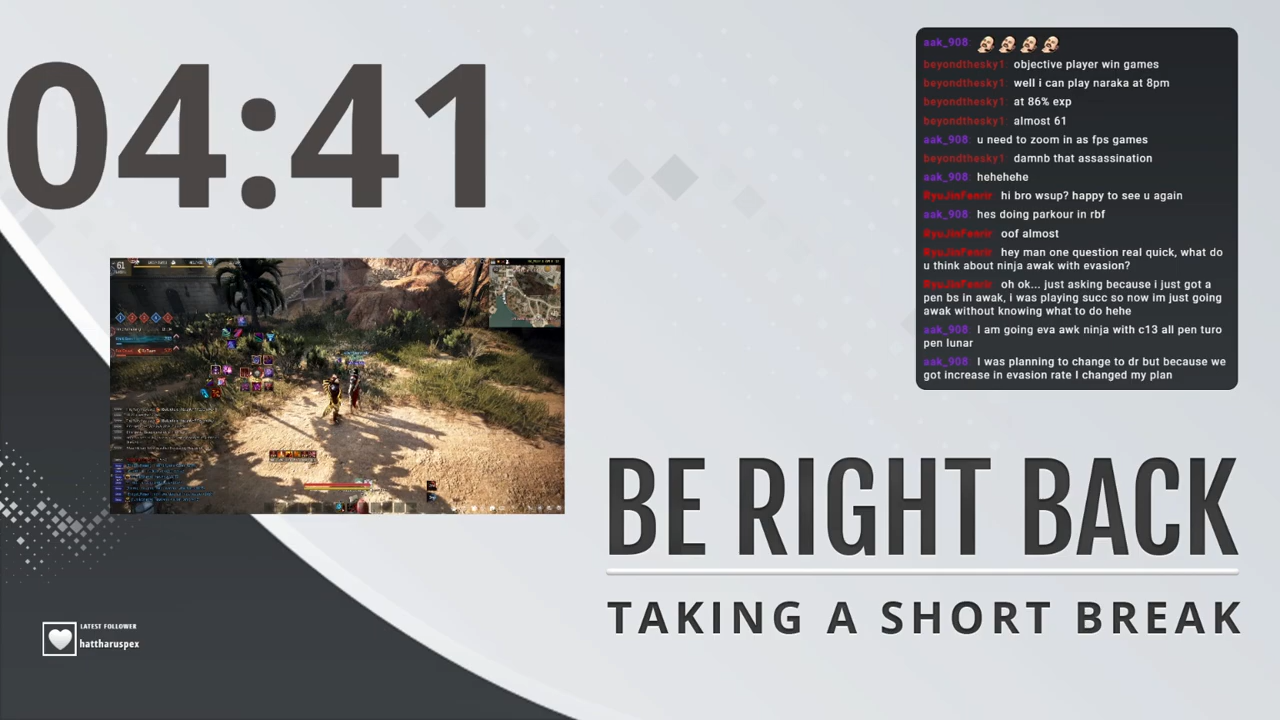 04:41
aak_908:
beyondthesky1: objective player win games
beyondthesky1: well i can play naraka at 8pm
beyondthesky1: at 86% exp
beyondthesky1: almost 61
aak_908: u need to zoom in as fps games
beyondthesky1: damnb that assassination
aak_908: hehehehe
RyuJinFenrir: hi bro wsup? happy to see u again
aak_908: hes doing parkour in rbf
RyuJinFenrir: oof almost
RyuJinFenrir: hey man one question real quick, what do
u think about ninja awak with evasion?
RyuJinFenrir: oh ok... just asking because i just got a
pen bs in awak, i was playing succ so now im just going
awak without knowing what to do hehe
aak_908: I am going eva awk ninja with c13 all pen turo
pen lunar
aak_908: I was planning to change to dr but because we
got increase in evasion rate I changed my plan
61
BE RIGHT BACK
TAKING A SHORT BREAK
LATEST FOLLOWER
hattharuspex